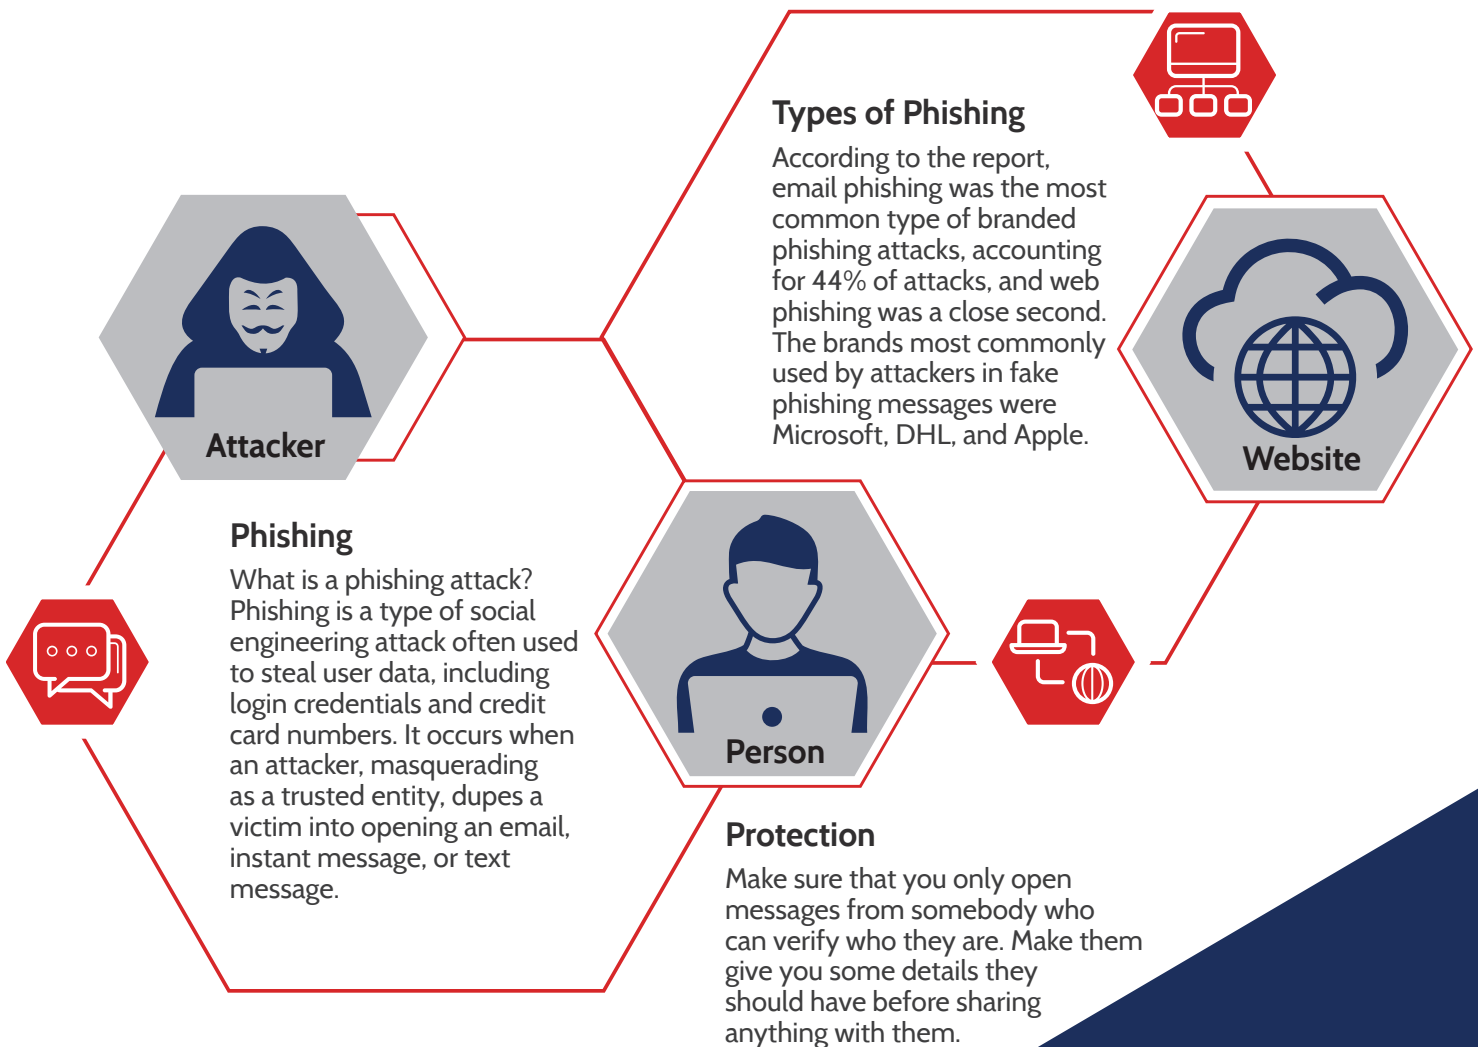 Types of Phishing
According to the report,
email phishing was the most
common type of branded
phishing attacks, accounting
for 44% of attacks, and web
phishing was a close second.
The brands most commonly
used by attackers in fake
phishing messages were
Microsoft, DHL, and Apple.
Attacker
Website
Phishing
What is a phishing attack?
Phishing is a type of social
engineering attack often used
to steal user data, including
login credentials and credit
card numbers. It occurs when
an attacker, masquerading
as a trusted entity, dupes a
victim into opening an email,
instant message, or text
message.
Person
Protection
Make sure that you only open
messages from somebody who
can verify who they are. Make them
give you some details they
should have before sharing
anything with them.